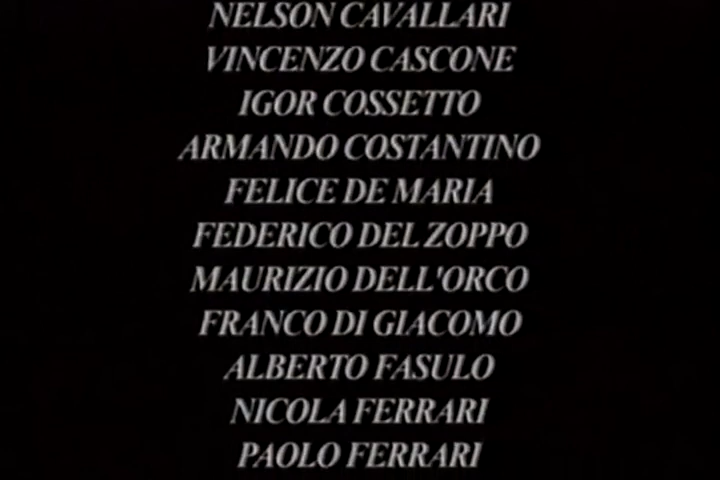 NELSON CAVALLARI
VINCENZO CASCONE
IGOR COSSETTO
ARMANDO COSTANTINO
FELICE DE MARIA
FEDERICO DEL ZOPPO
MAURIZIO DELL'ORCO
FRANCO DI GIACOMO
ALBERTO FASULO
NICOLA FERRARI
PAOLO FERRARI